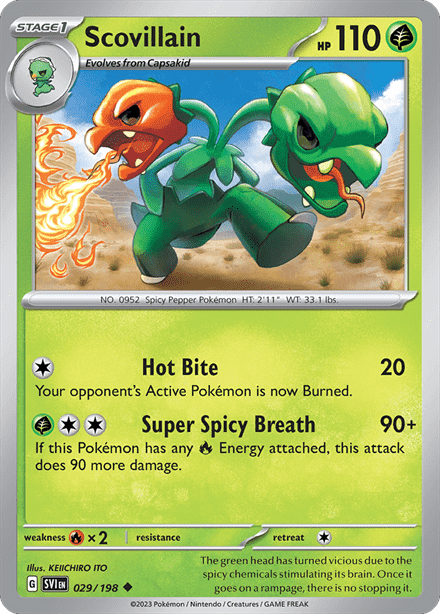 STAGE1
Scovillain
HP 110
Evolves from Capsakid
NO. 0952 Spicy Pepper Pokémon HT: 2'11" WT: 33.1 lbs.
Hot Bite 20
Your opponent's Active Pokémon is now Burned.
Super Spicy Breath 90+
If this Pokémon has any Energy attached, this attack
does 90 more damage.
weakness ×2 resistance retreat
Illus. KEIICHIRO ITO
G SVI EN 029/198
The green head has turned vicious due to the
spicy chemicals stimulating its brain. Once it
goes on a rampage, there is no stopping it.
©2023 Pokémon / Nintendo / Creatures / GAME FREAK